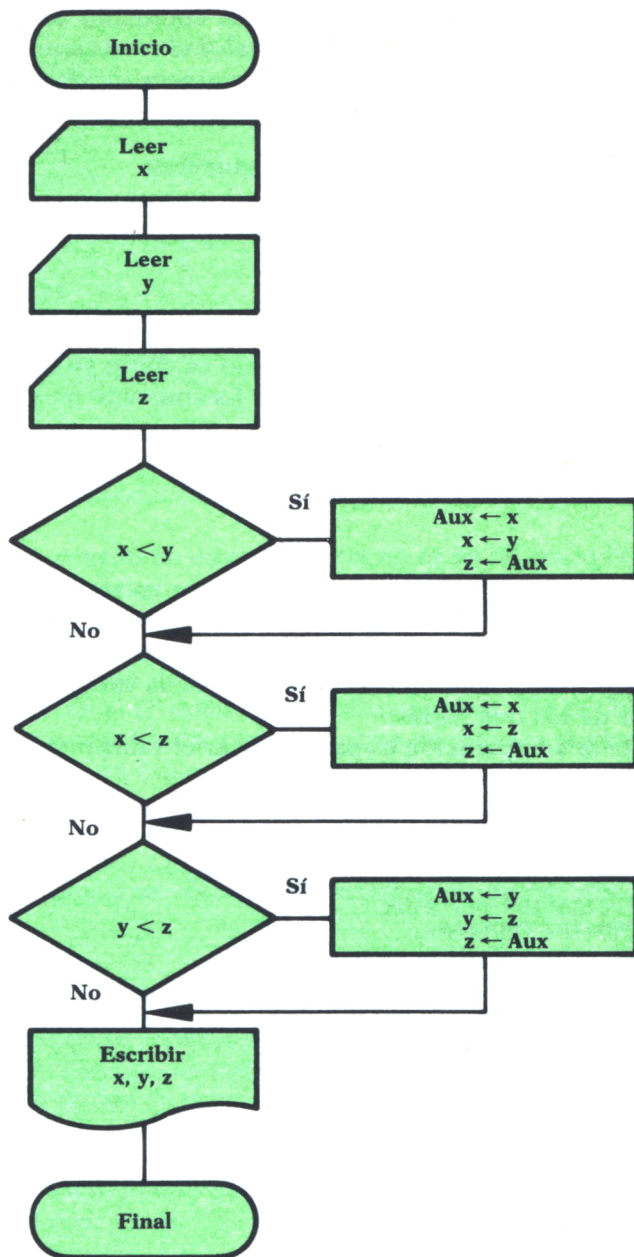 Inicio
Leer
x
Leer
y
Leer
z
x < y
Sí
Aux ← x
x ← y
z ← Aux
No
x < z
Sí
Aux ← x
x ← z
z ← Aux
No
y < z
Sí
Aux ← y
y ← z
z ← Aux
No
Escribir
x, y, z
Final